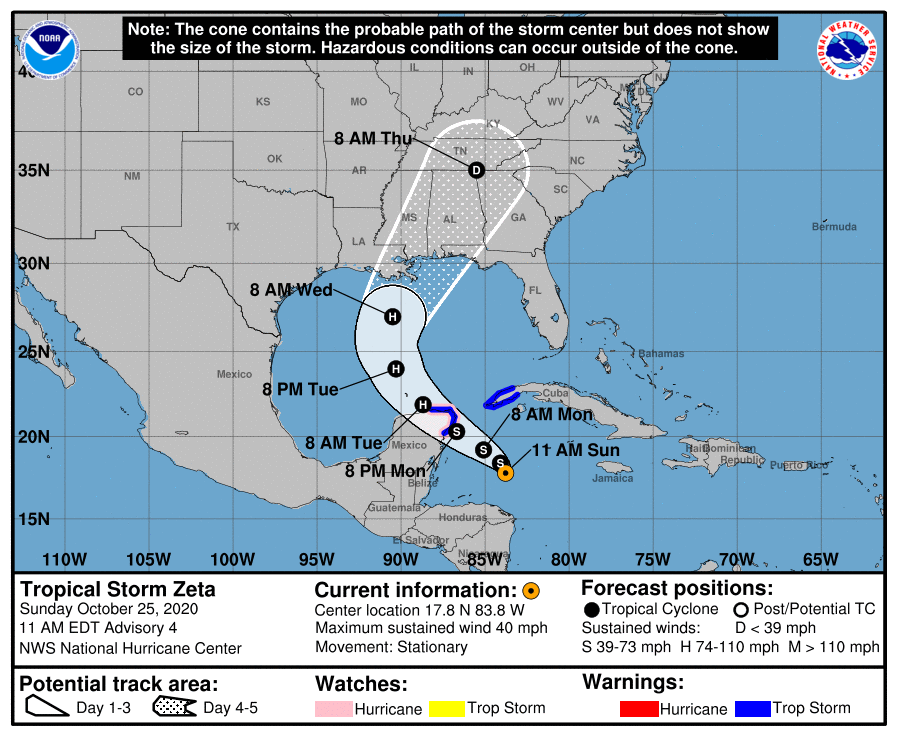 Note: The cone contains the probable path of the storm center but does not show
the size of the storm. Hazardous conditions can occur outside of the cone.
NOAA
NATIONAL WEATHER SERVICE
IL
IN
OH
CO
KS
MO
WV
MD
DE
NJ
KY
VA
8 AM Thu
TN
D
NC
35N
NM
OK
AR
SC
MS
AL
GA
TX
LA
Bermuda
30N
8 AM Wed
FL
H
25N
Bahamas
Mexico
H
8 PM Tue
Cuba
H
8 AM Mon
20N
8 AM Tue
Mexico
S
S
11 AM Sun
Haiti
Dominican
Republic
Puerto Rico
8 PM Mon
S
Jamaica
Belize
Guatemala
Honduras
15N
El Salvador
Nicaragua
110W
105W
100W
95W
90W
85W
80W
75W
70W
65W
Tropical Storm Zeta
Sunday October 25, 2020
11 AM EDT Advisory 4
NWS National Hurricane Center
Current information:
Center location 17.8 N 83.8 W
Maximum sustained wind 40 mph
Movement: Stationary
Forecast positions:
Tropical Cyclone
Post/Potential TC
Sustained winds: D < 39 mph
S 39-73 mph H 74-110 mph M > 110 mph
Potential track area:
Day 1-3
Day 4-5
Watches:
Hurricane
Trop Storm
Warnings:
Hurricane
Trop Storm